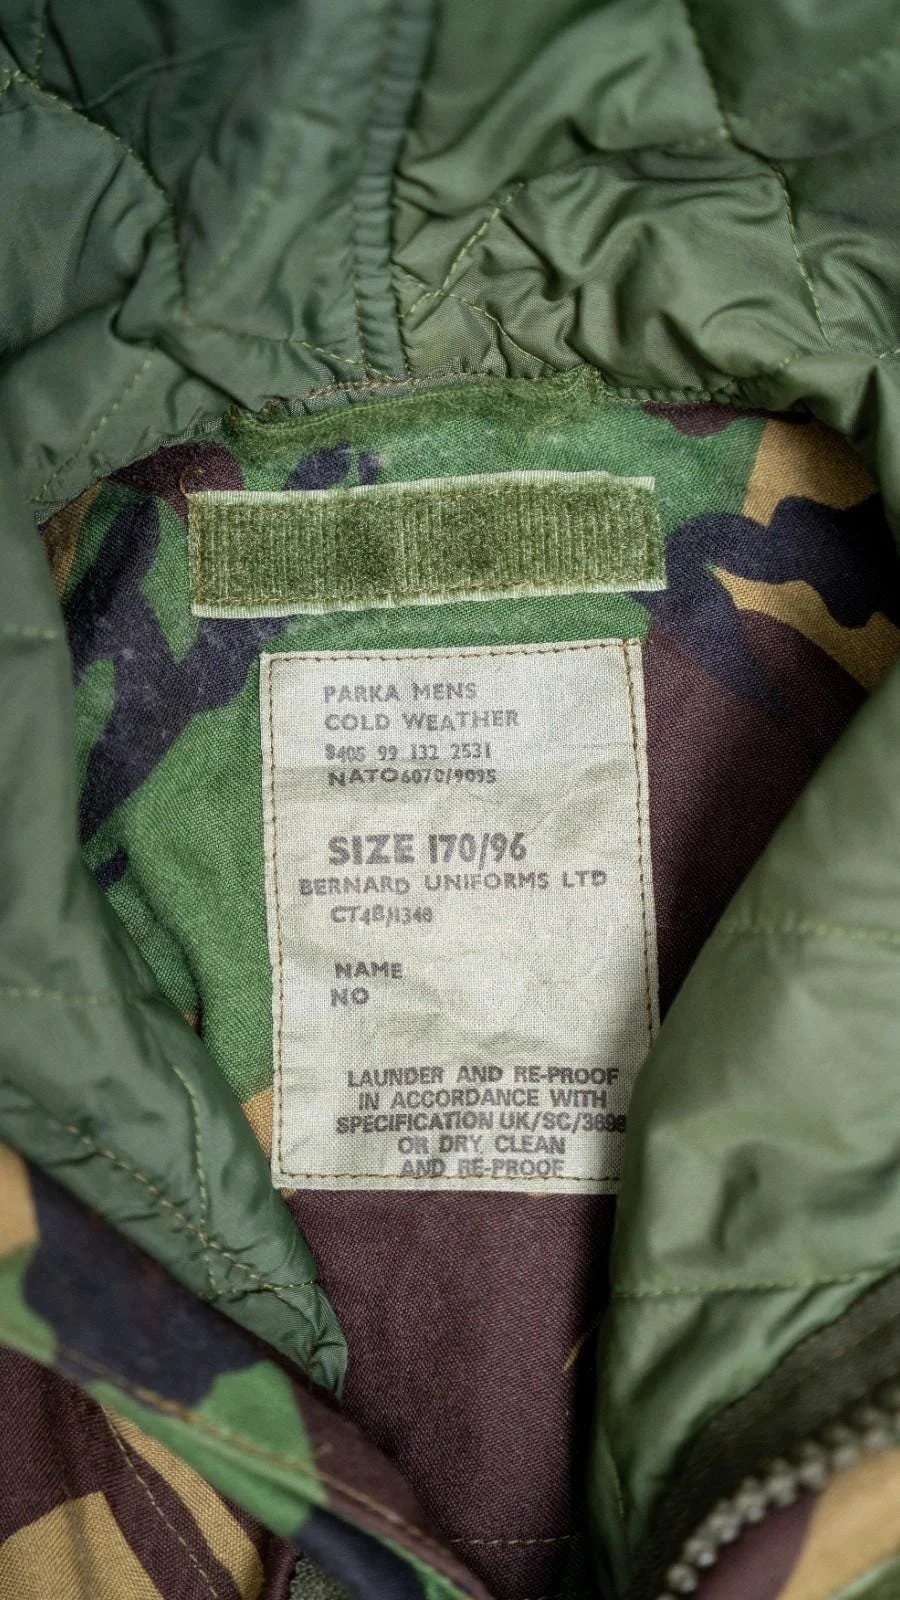 PARKA MENS
COLD WEATHER
8405 99 132 2531
NATO 6070/9095
SIZE 170/96
BERNARD UNIFORMS LTD
CT4B/1348
NAME
NO
LAUNDER AND RE-PROOF
IN ACCORDANCE WITH
SPECIFICATION UK/SC/3698
OR DRY CLEAN
AND RE-PROOF